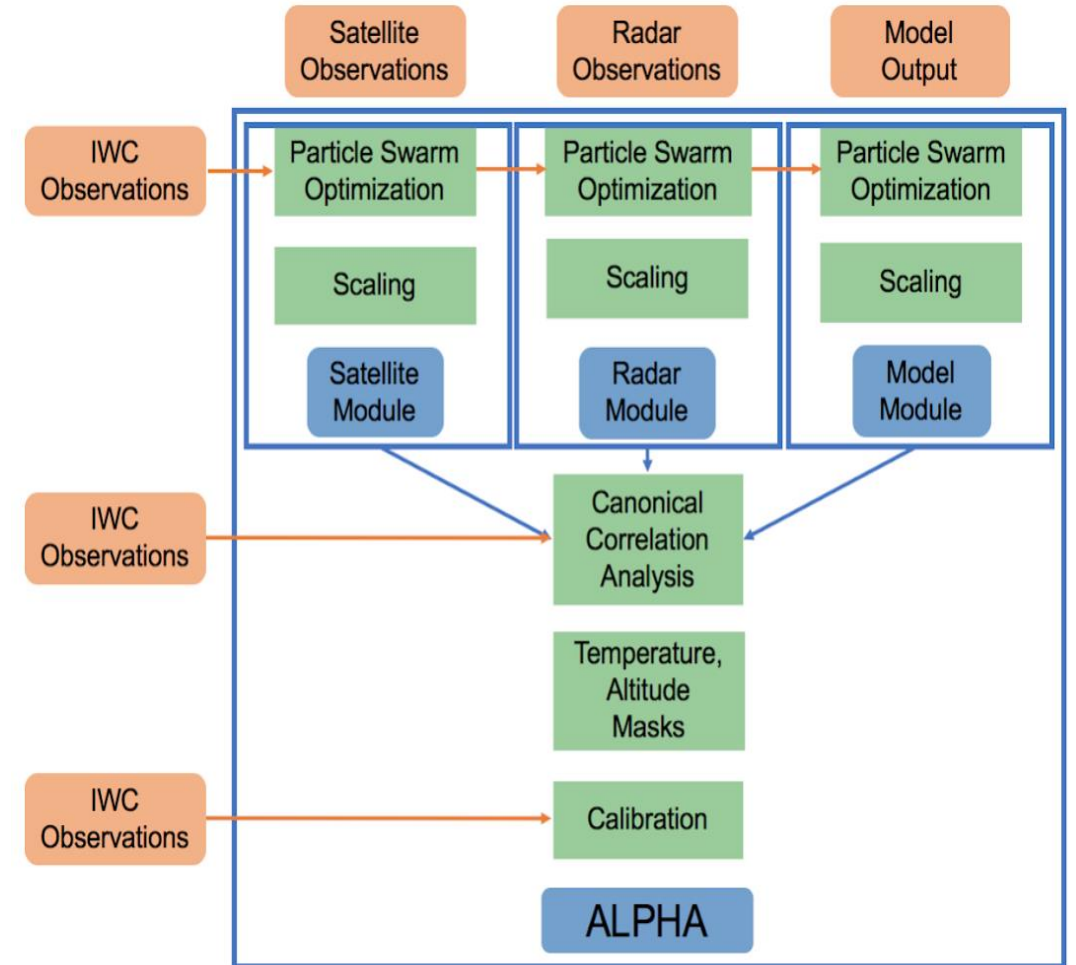 Satellite
Observations
Radar
Observations
Model
Output
IWC
Observations
Particle Swarm
Optimization
Particle Swarm
Optimization
Particle Swarm
Optimization
Scaling
Scaling
Scaling
Satellite
Module
Radar
Module
Model
Module
IWC
Observations
Canonical
Correlation
Analysis
Temperature,
Altitude
Masks
IWC
Observations
Calibration
ALPHA